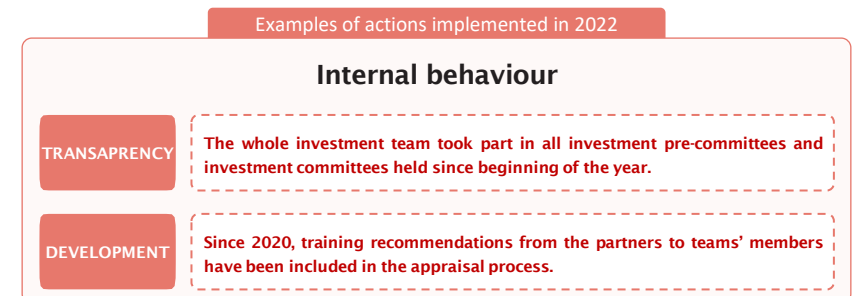 Examples of actions implemented in 2022
Internal behaviour
TRANSAPRENCY
The whole investment team took part in all investment pre-committees and
investment committees held since beginning of the year.
DEVELOPMENT
Since 2020, training recommendations from the partners to teams’ members
have been included in the appraisal process.